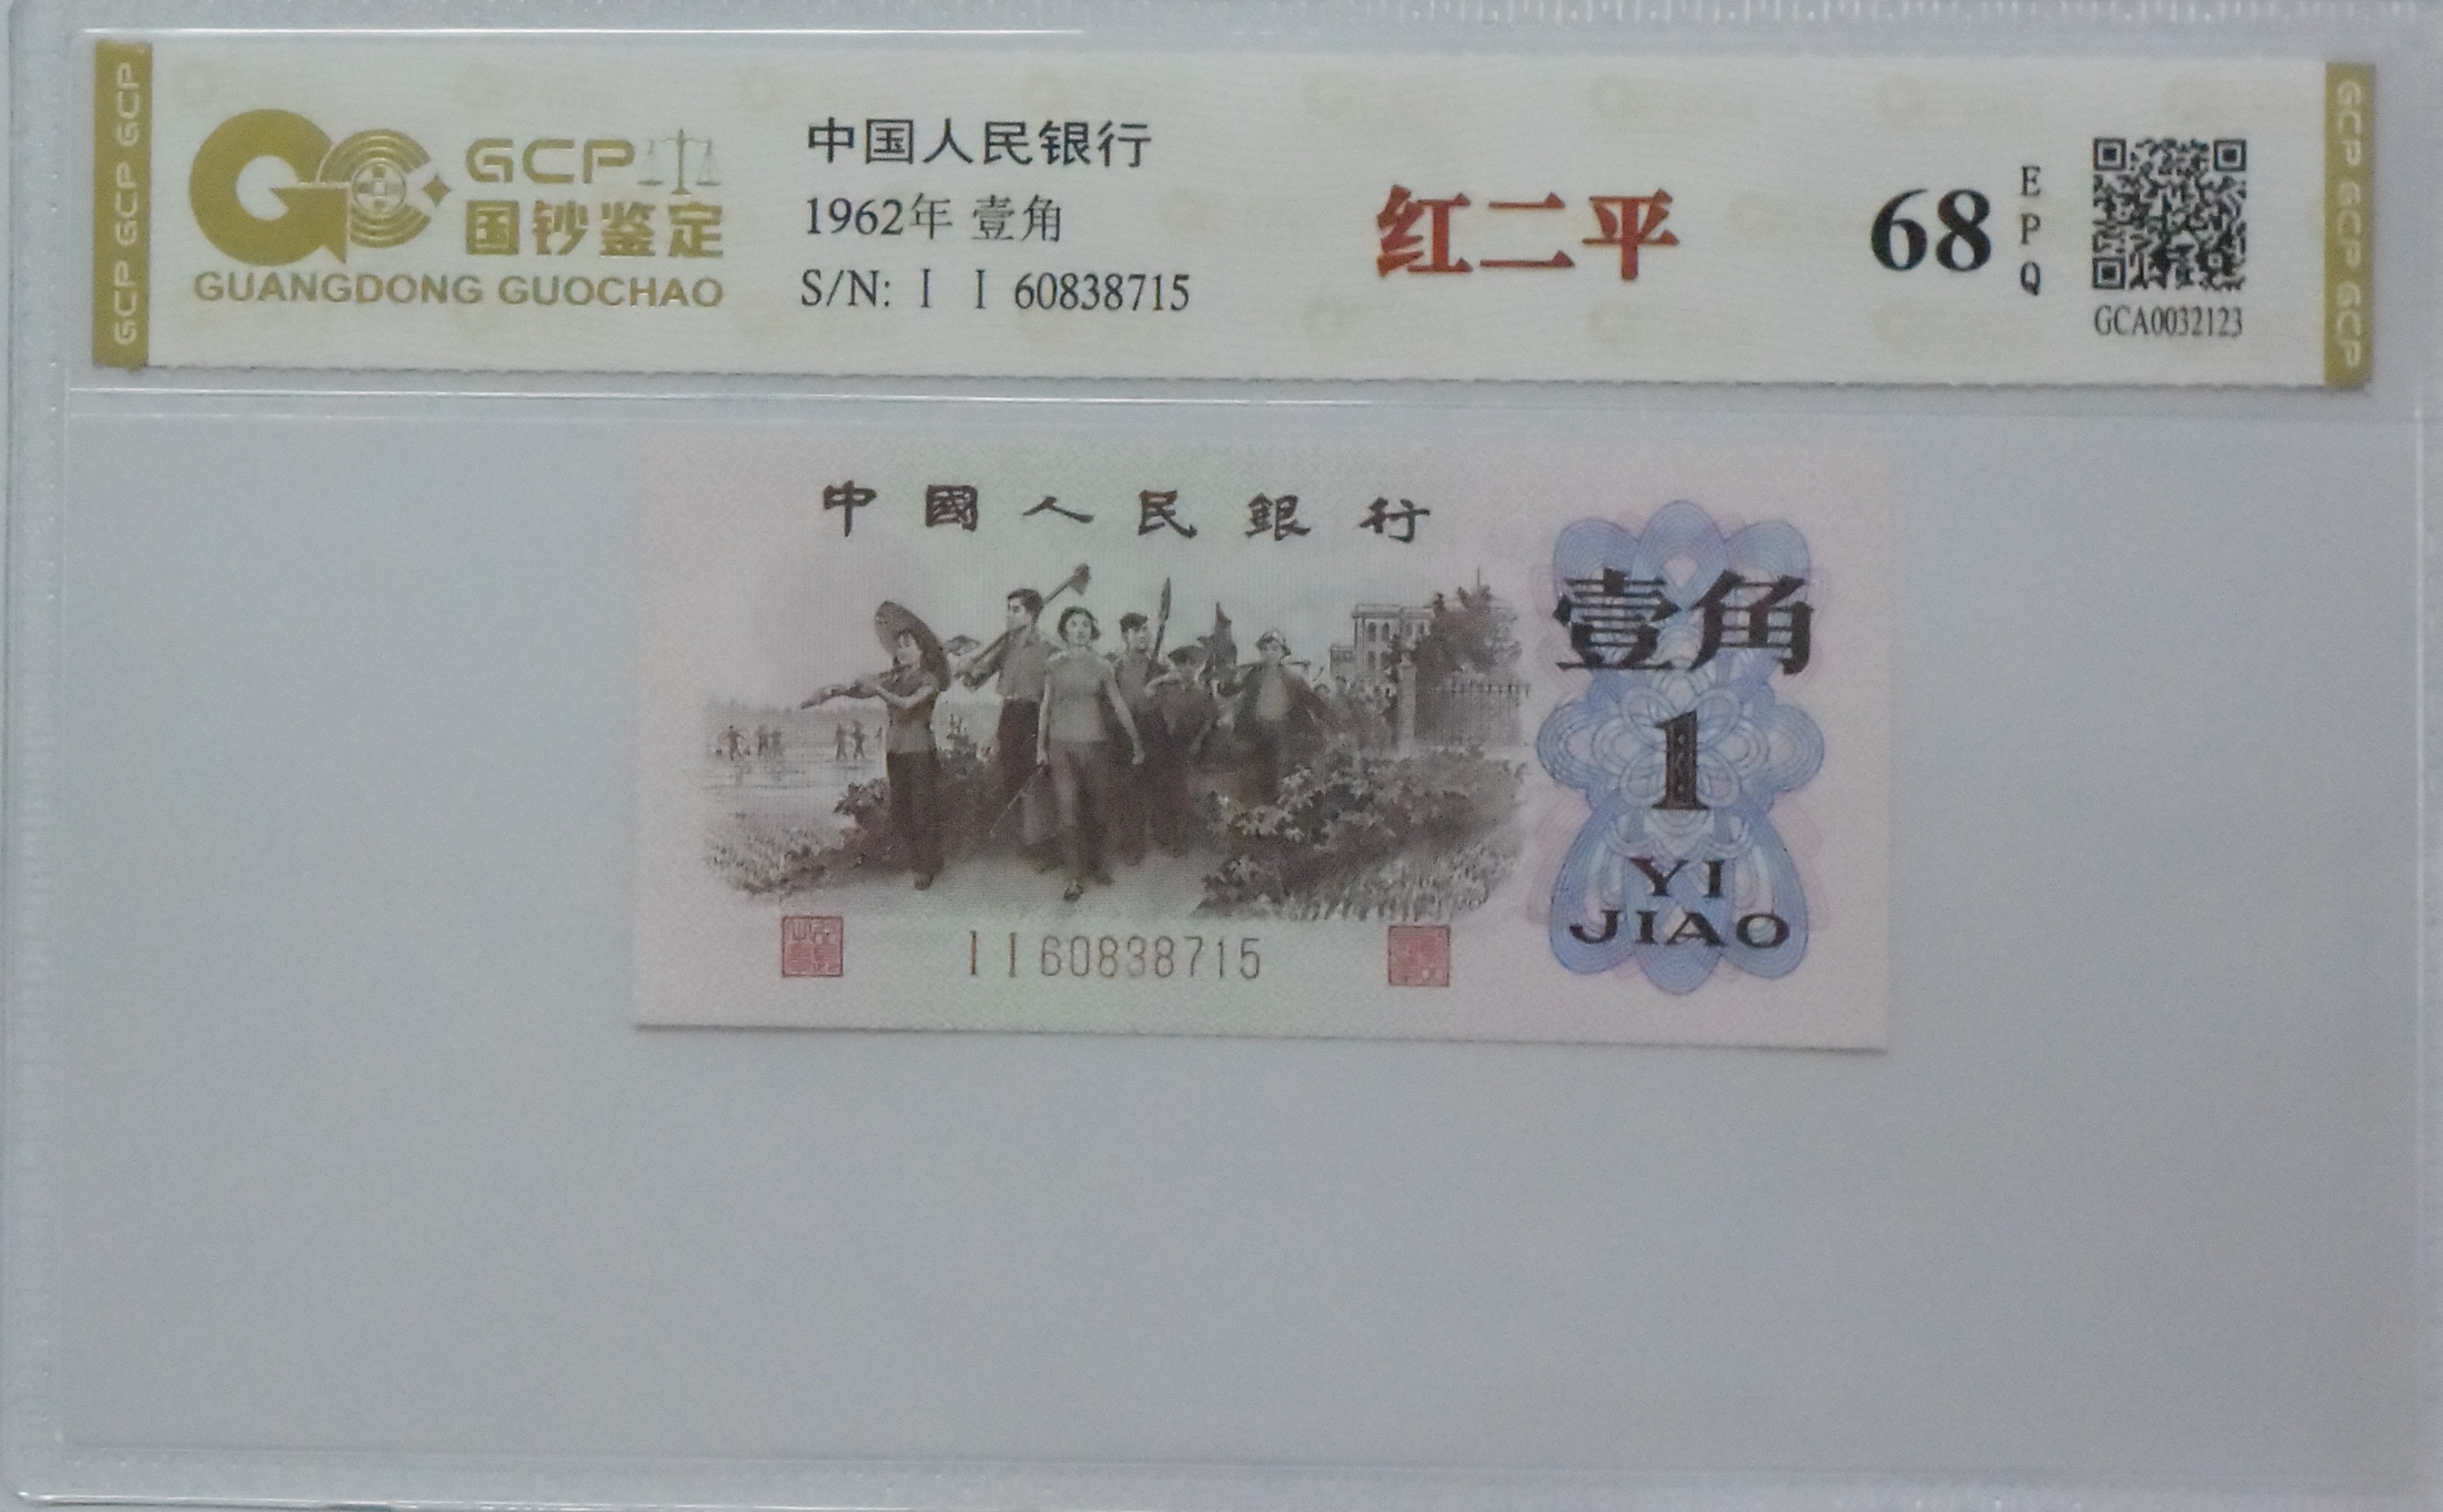 GCP GCP GCP
GCP
国钞鉴定
GUANGDONG GUOCHAO
中国人民银行
1962年 壹角
S/N: I I 60838715
红二平
68
EPQ
GCA0032123
GCP GCP GCP
中國人民銀行
壹角
1
YI
JIAO
I I 60838715